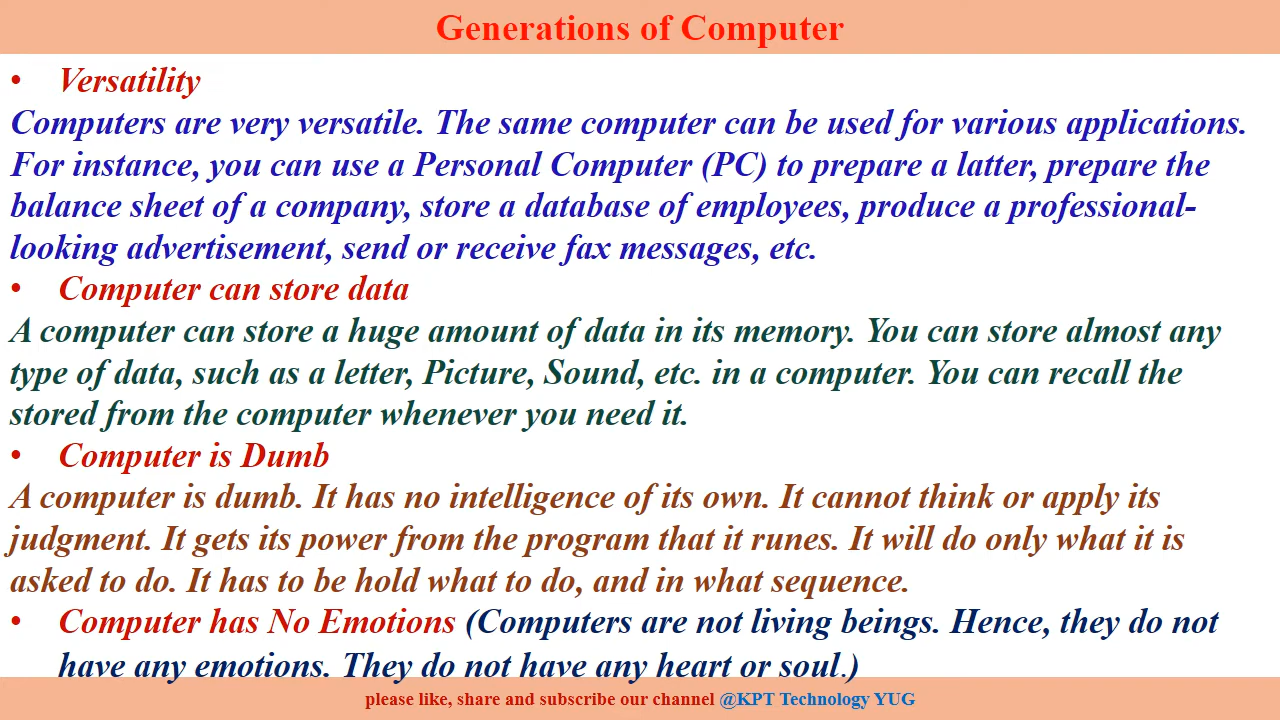 Generations of Computer
• Versatility
Computers are very versatile. The same computer can be used for various applications.
For instance, you can use a Personal Computer (PC) to prepare a latter, prepare the
balance sheet of a company, store a database of employees, produce a professional-
looking advertisement, send or receive fax messages, etc.
• Computer can store data
A computer can store a huge amount of data in its memory. You can store almost any
type of data, such as a letter, Picture, Sound, etc. in a computer. You can recall the
stored from the computer whenever you need it.
• Computer is Dumb
A computer is dumb. It has no intelligence of its own. It cannot think or apply its
judgment. It gets its power from the program that it runes. It will do only what it is
asked to do. It has to be hold what to do, and in what sequence.
• Computer has No Emotions (Computers are not living beings. Hence, they do not
have any emotions. They do not have any heart or soul.)
please like, share and subscribe our channel @KPT Technology YUG